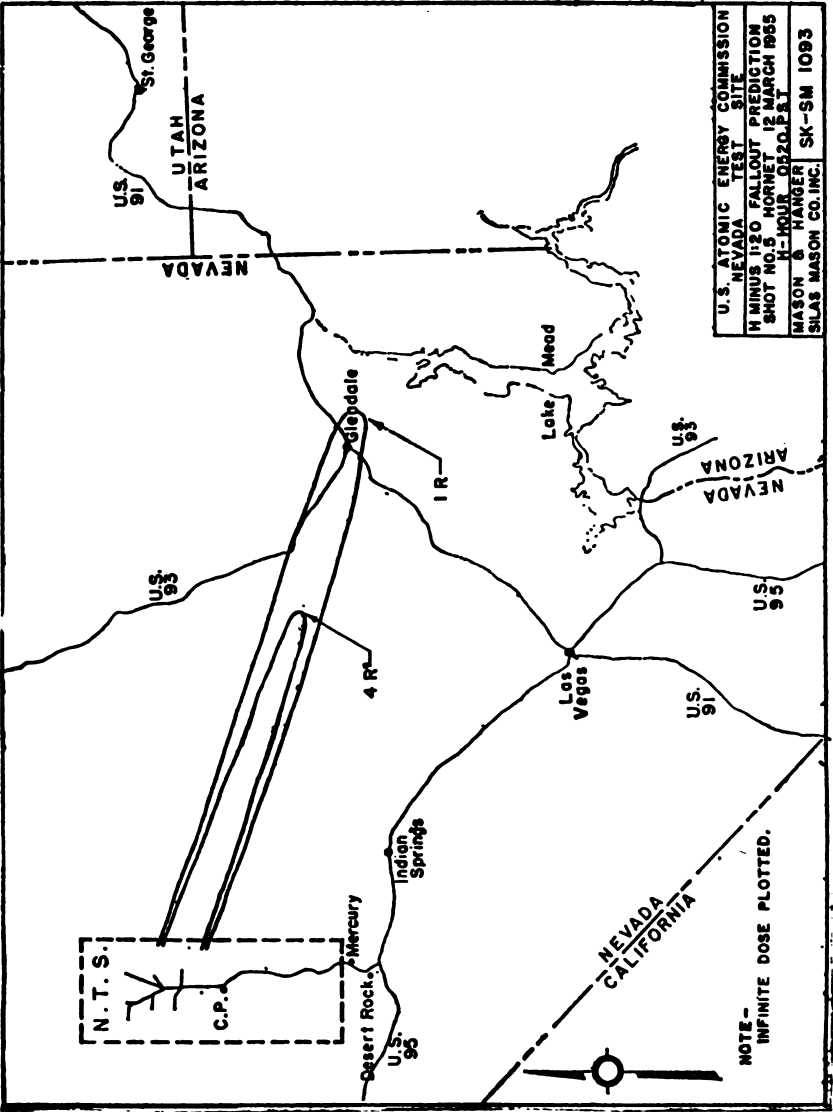 St. George
U.S.
91
UTAH
ARIZONA
NEVADA
U.S.
93
Glendale
1 R
4 R
Lake Mead
U.S.
93
NEVADA
ARIZONA
U.S.
95
Las
Vegas
U.S.
91
Indian
Springs
N. T. S.
C.P.
Mercury
Desert Rock
U.S.
95
NEVADA
CALIFORNIA
NOTE-
INFINITE DOSE PLOTTED.
U.S. ATOMIC ENERGY COMMISSION
NEVADA TEST SITE
H MINUS 1:20 FALLOUT PREDICTION
SHOT NO.5 HORNET 12 MARCH 1955
H-HOUR 0520 PST
MASON & HANGER
SILAS MASON CO. INC.
SK-SM 1093